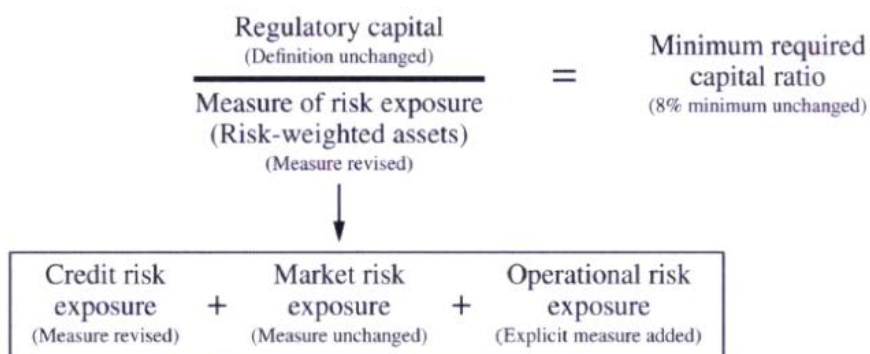 Regulatory capital
(Definition unchanged)
Measure of risk exposure
(Risk-weighted assets)
(Measure revised)
=
Minimum required
capital ratio
(8% minimum unchanged)
Credit risk
exposure
(Measure revised)
+
Market risk
exposure
(Measure unchanged)
+
Operational risk
exposure
(Explicit measure added)